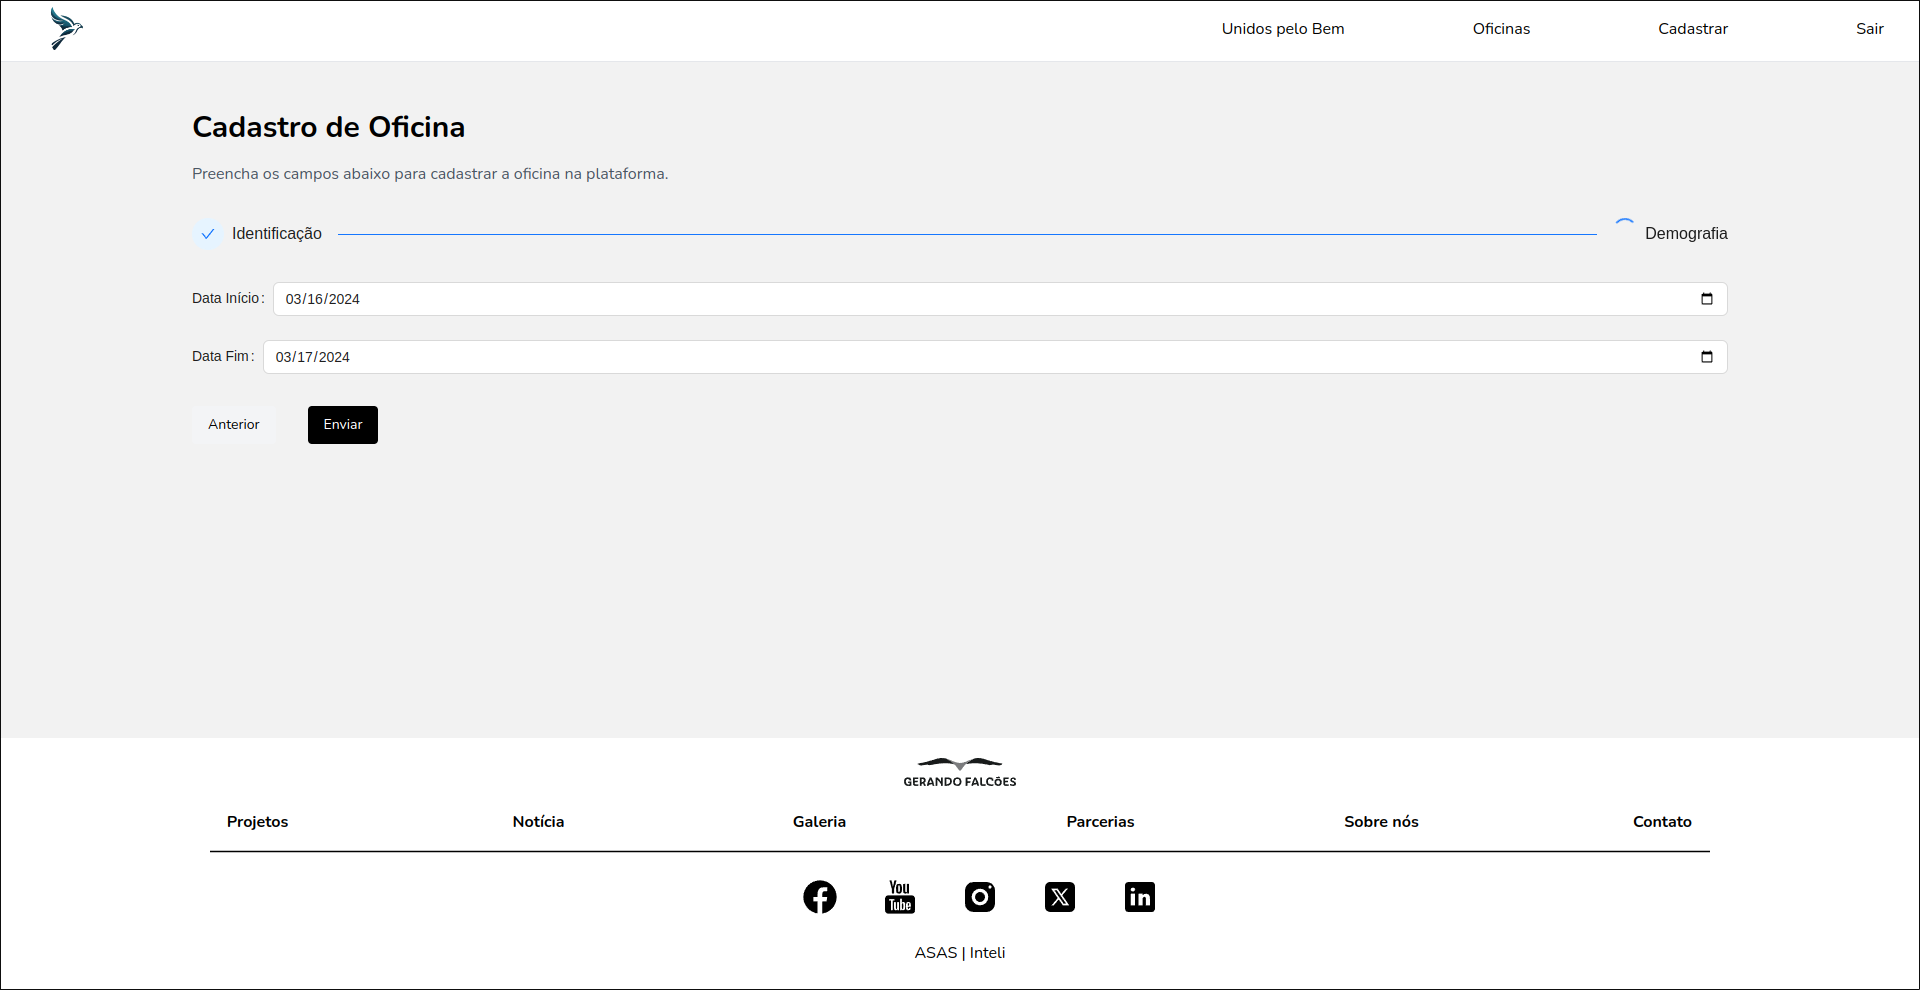 Unidos pelo Bem
Oficinas
Cadastrar
Sair
Cadastro de Oficina
Preencha os campos abaixo para cadastrar a oficina na plataforma.
Identificação
Demografia
Data Início:
03/16/2024
Data Fim:
03/17/2024
Anterior
Enviar
GERANDO FALCÕES
Projetos
Notícia
Galeria
Parcerias
Sobre nós
Contato
You
Tube
X
in
ASAS | Inteli